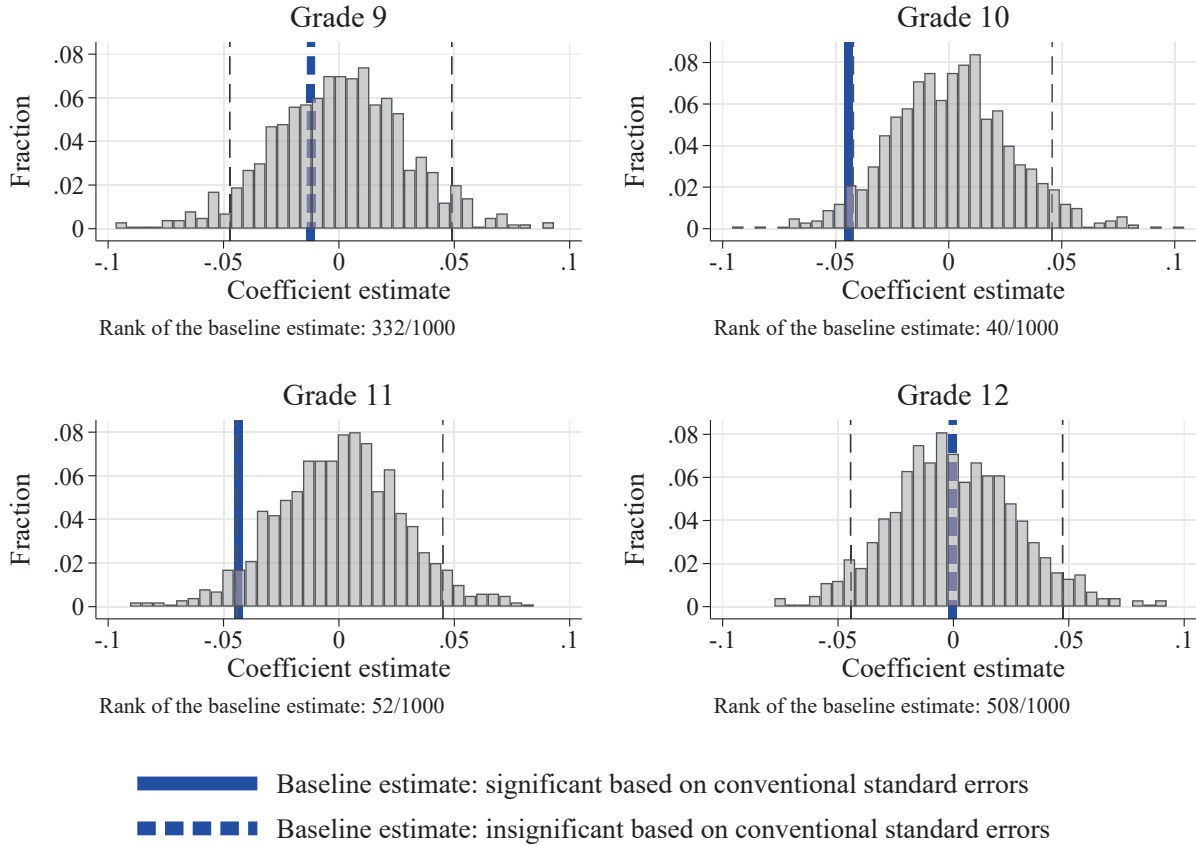 Grade 9
.08
.06
.04
.02
0
Fraction
-.1 -.05 0 .05 .1
Coefficient estimate
Rank of the baseline estimate: 332/1000
Grade 10
.08
.06
.04
.02
0
Fraction
-.1 -.05 0 .05 .1
Coefficient estimate
Rank of the baseline estimate: 40/1000
Grade 11
.08
.06
.04
.02
0
Fraction
-.1 -.05 0 .05 .1
Coefficient estimate
Rank of the baseline estimate: 52/1000
Grade 12
.08
.06
.04
.02
0
Fraction
-.1 -.05 0 .05 .1
Coefficient estimate
Rank of the baseline estimate: 508/1000
Baseline estimate: significant based on conventional standard errors
Baseline estimate: insignificant based on conventional standard errors